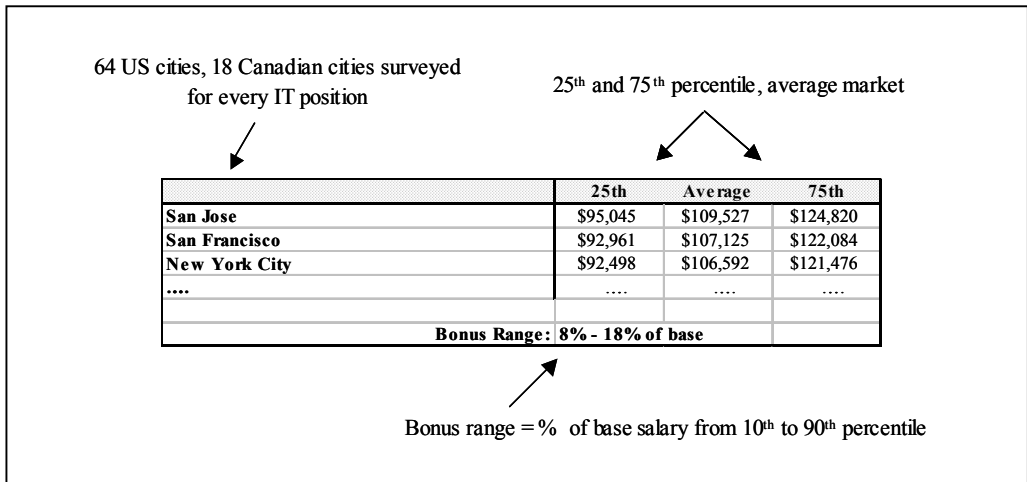 64 US cities, 18 Canadian cities surveyed
for every IT position
25th and 75th percentile, average market
25th Average 75th
San Jose $95,045 $109,527 $124,820
San Francisco $92,961 $107,125 $122,084
New York City $92,498 $106,592 $121,476
.... .... .... ....
Bonus Range: 8% - 18% of base
Bonus range = % of base salary from 10th to 90th percentile